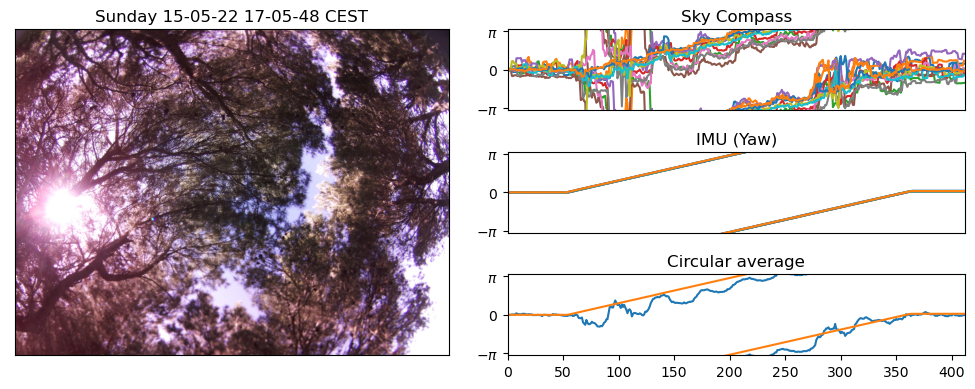 Sunday 15-05-22 17-05-48 CEST
Sky Compass
π
0
−π
IMU (Yaw)
π
0
−π
Circular average
π
0
−π
0 50 100 150 200 250 300 350 400